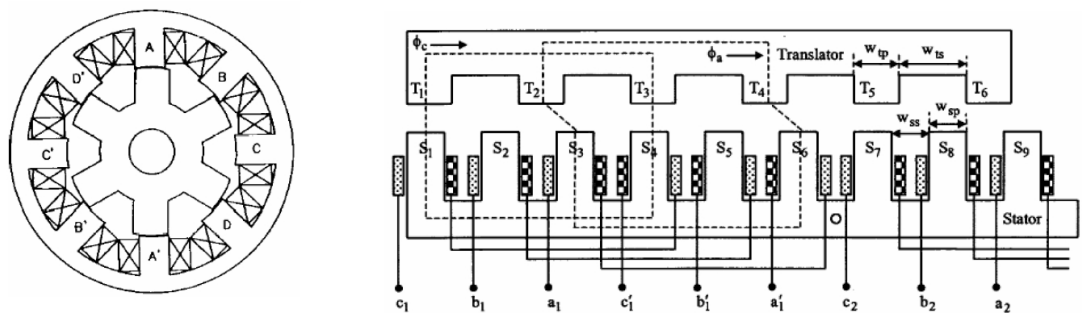 A
B
C
D
A'
B'
C'
D'
ϕc
ϕa
Translator
wtp
wts
T1
T2
T3
T4
T5
T6
wss
wsp
S1
S2
S3
S4
S5
S6
S7
S8
S9
O
Stator
c1
b1
a1
c'1
b'1
a'1
c2
b2
a2